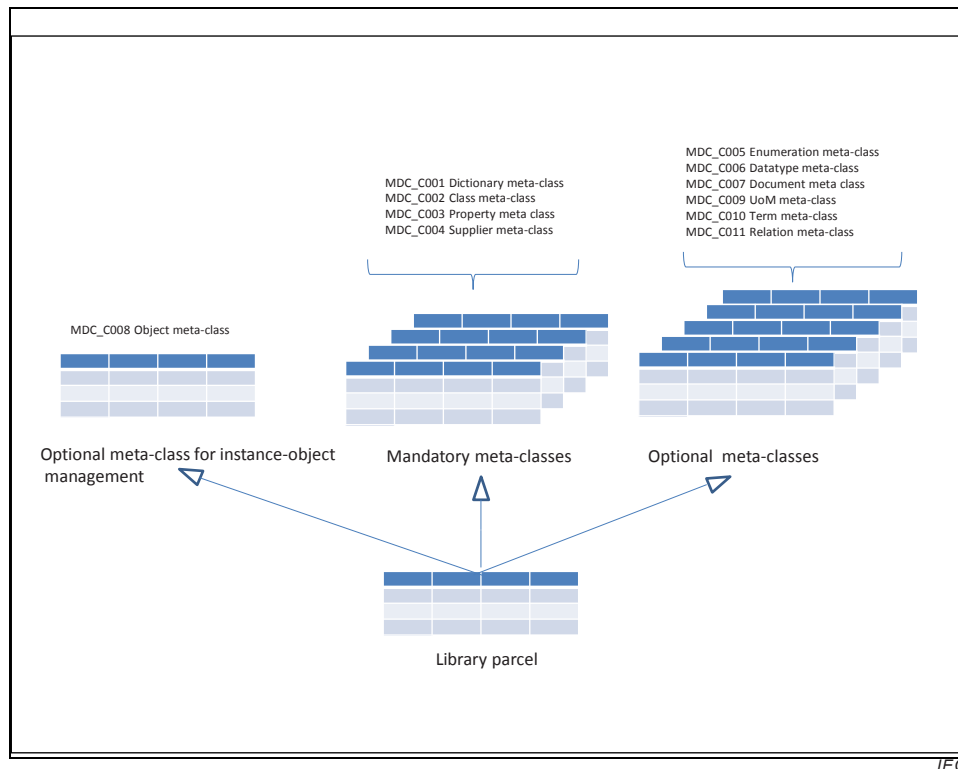 MDC_C005 Enumeration meta-class
MDC_C006 Datatype meta-class
MDC_C007 Document meta class
MDC_C009 UoM meta-class
MDC_C010 Term meta-class
MDC_C011 Relation meta-class
MDC_C001 Dictionary meta-class
MDC_C002 Class meta-class
MDC_C003 Property meta class
MDC_C004 Supplier meta-class
MDC_C008 Object meta-class
Optional meta-class for instance-object
management
Mandatory meta-classes
Optional meta-classes
Library parcel
IEC